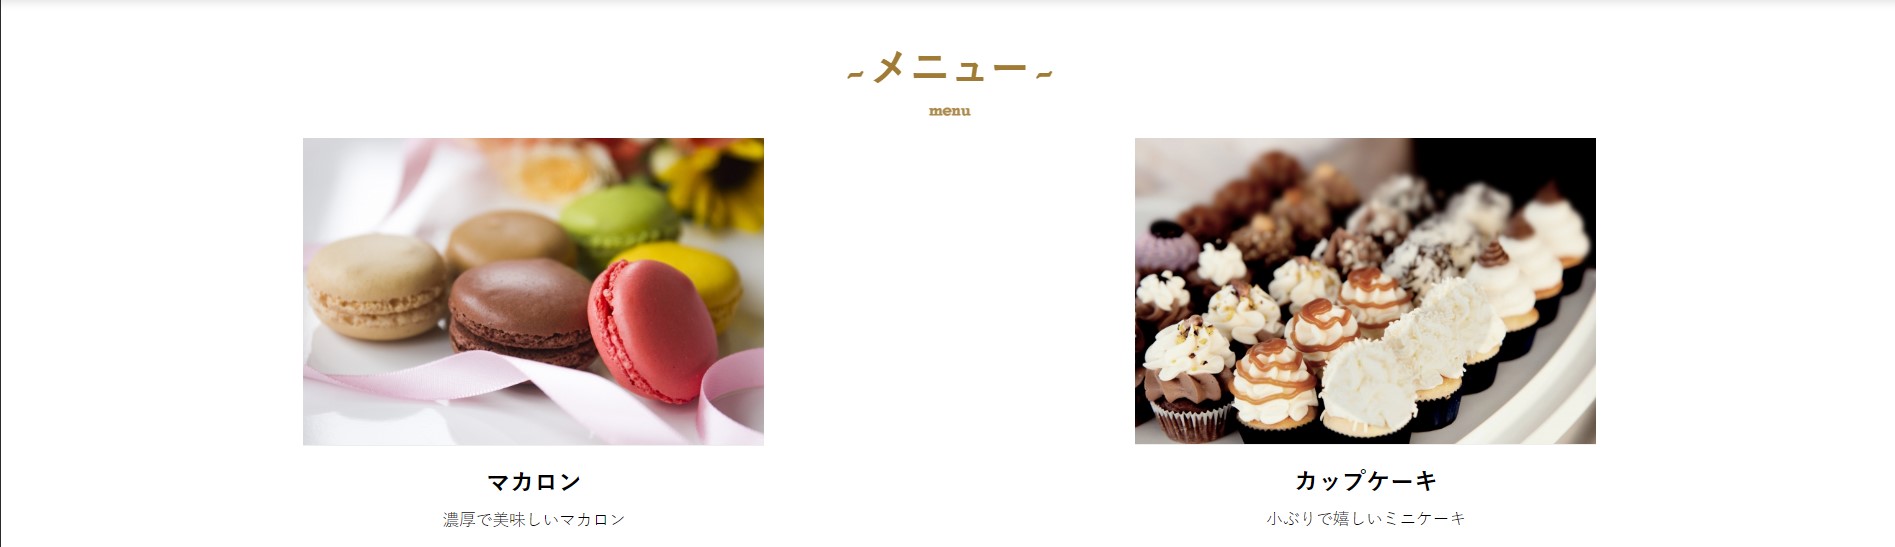 ~メニュー~
menu
マカロン
濃厚で美味しいマカロン
カップケーキ
小ぶりで嬉しいミニケーキ